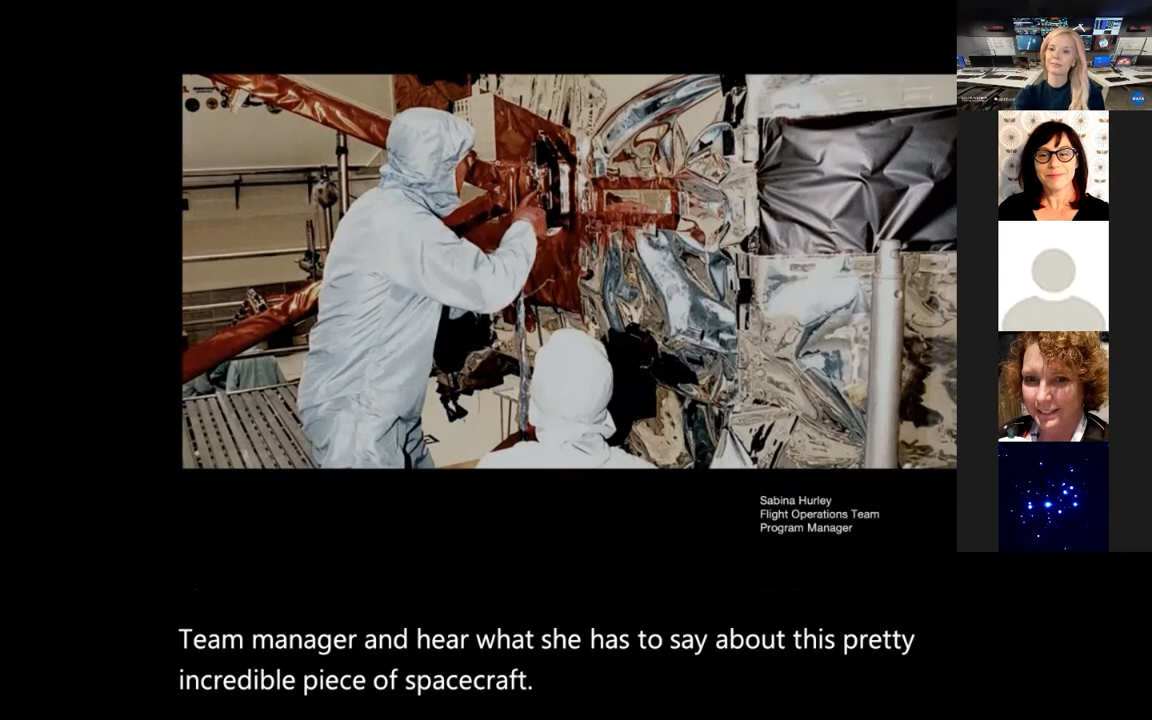 Sabina Hurley
Flight Operations Team
Program Manager
Team manager and hear what she has to say about this pretty
incredible piece of spacecraft.